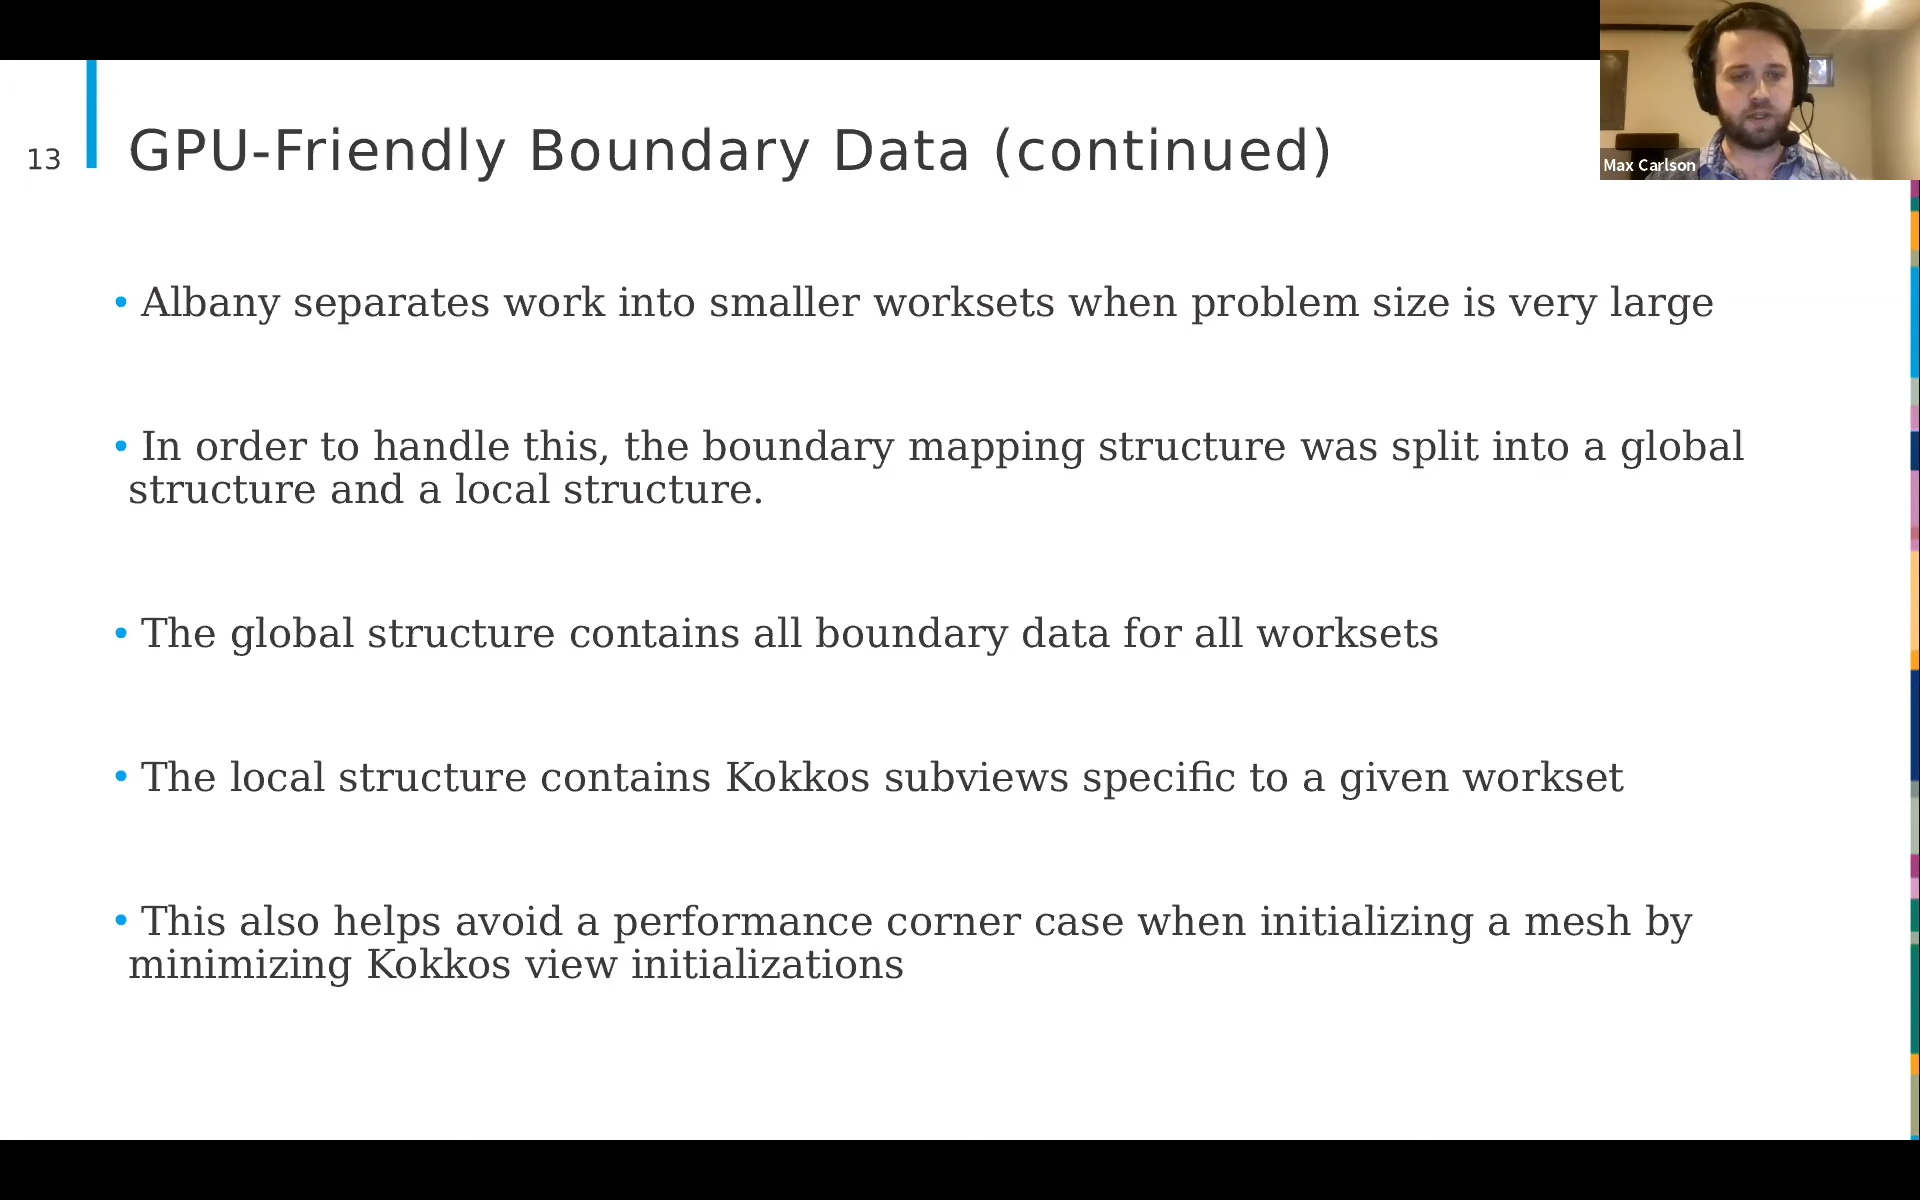 13
GPU-Friendly Boundary Data (continued)
Max Carlson
• Albany separates work into smaller worksets when problem size is very large
• In order to handle this, the boundary mapping structure was split into a global
structure and a local structure.
• The global structure contains all boundary data for all worksets
• The local structure contains Kokkos subviews specific to a given workset
• This also helps avoid a performance corner case when initializing a mesh by
minimizing Kokkos view initializations